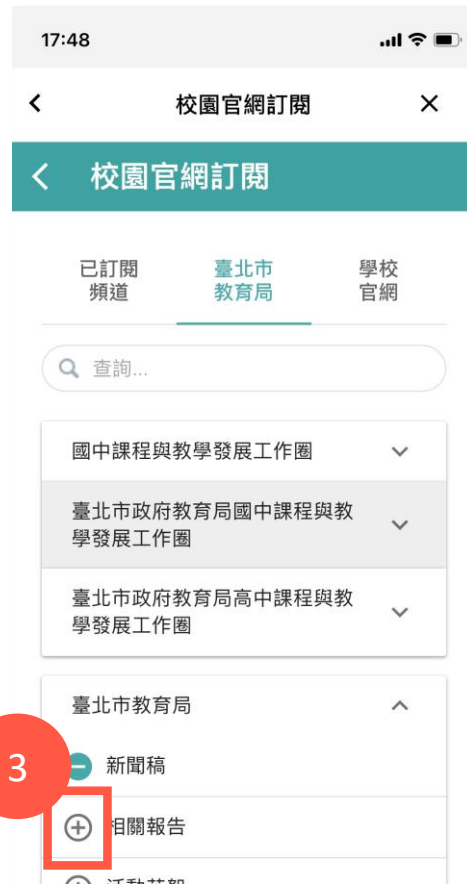 17:48
校園官網訂閱
校園官網訂閱
已訂閱
頻道
臺北市
教育局
學校
官網
查詢...
國中課程與教學發展工作圈
臺北市政府教育局國中課程與教
學發展工作圈
臺北市政府教育局高中課程與教
學發展工作圈
臺北市教育局
新聞稿
3
相關報告